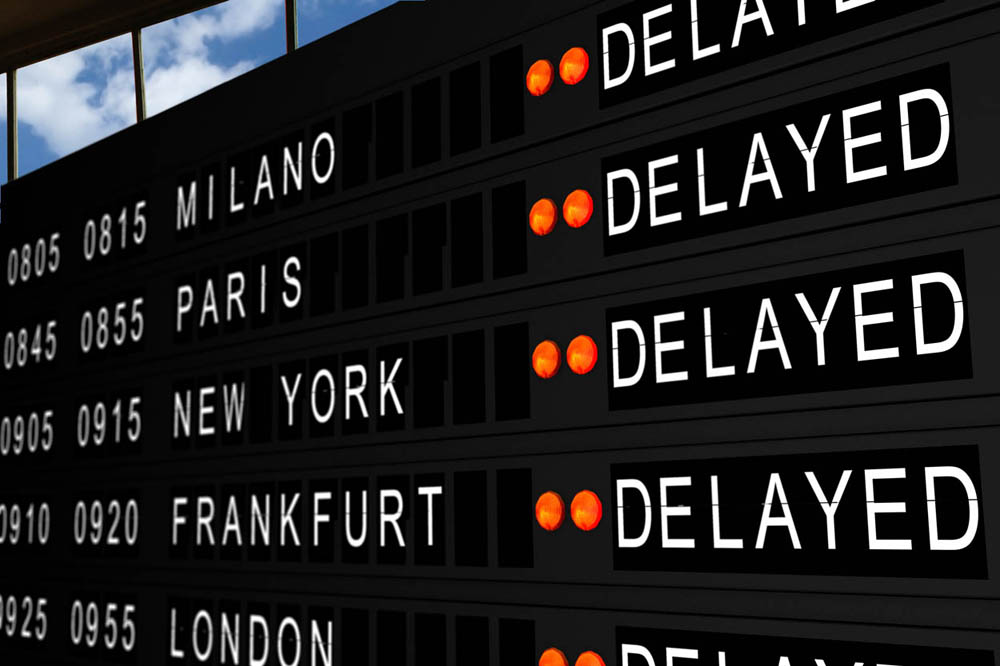 0805 0815 MILANO DELAYED
0845 0855 PARIS DELAYED
0905 0915 NEW YORK DELAYED
0910 0920 FRANKFURT DELAYED
0925 0955 LONDON DELAYED